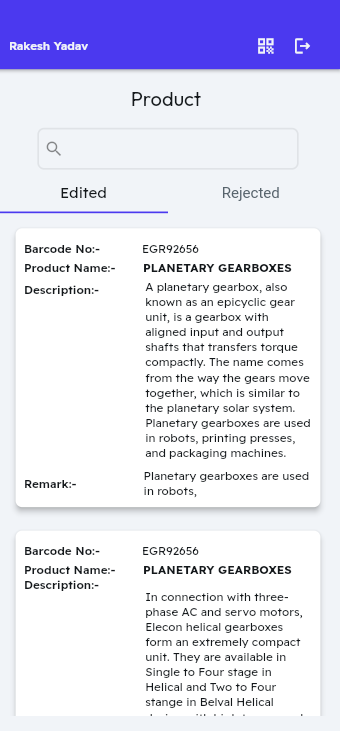 Rakesh Yadav
Product
Edited Rejected
Barcode No:- EGR92656
Product Name:- PLANETARY GEARBOXES
Description:- A planetary gearbox, also
known as an epicyclic gear
unit, is a gearbox with
aligned input and output
shafts that transfers torque
compactly. The name comes
from the way the gears move
together, which is similar to
the planetary solar system.
Planetary gearboxes are used
in robots, printing presses,
and packaging machines.
Remark:- Planetary gearboxes are used
in robots,
Barcode No:- EGR92656
Product Name:- PLANETARY GEARBOXES
Description:-
In connection with three-
phase AC and servo motors,
Elecon helical gearboxes
form an extremely compact
unit. They are available in
Single to Four stage in
Helical and Two to Four
stange in Belval Helical